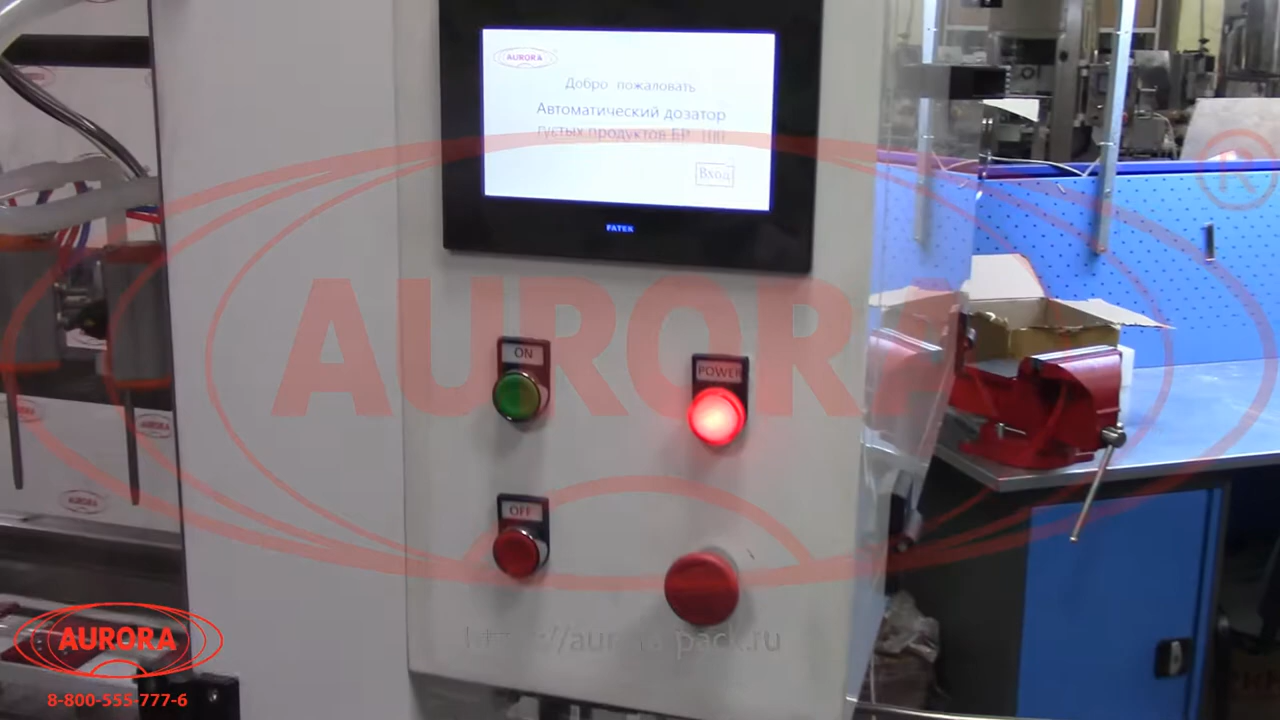 AURORA
Добро пожаловать
Автоматический дозатор
густых продуктов БР
Вход
FATEK
AURORA
®
ON
POWER
OFF
AURORA
8-800-555-777-6